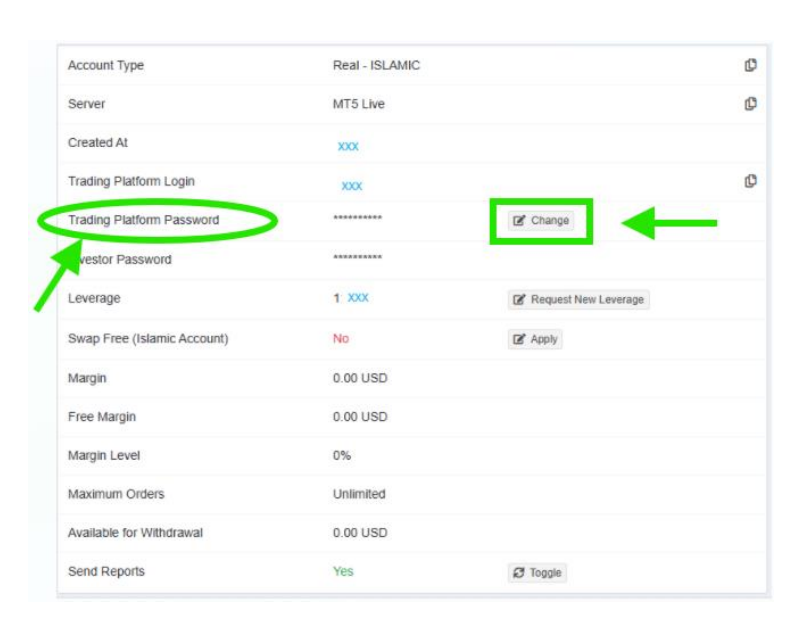 Account Type Real - ISLAMIC
Server MT5 Live
Created At xxx
Trading Platform Login xxx
Trading Platform Password ********** Change
vestor Password **********
Leverage 1 xxx Request New Leverage
Swap Free (Islamic Account) No Apply
Margin 0.00 USD
Free Margin 0.00 USD
Margin Level 0%
Maximum Orders Unlimited
Available for Withdrawal 0.00 USD
Send Reports Yes Toggle